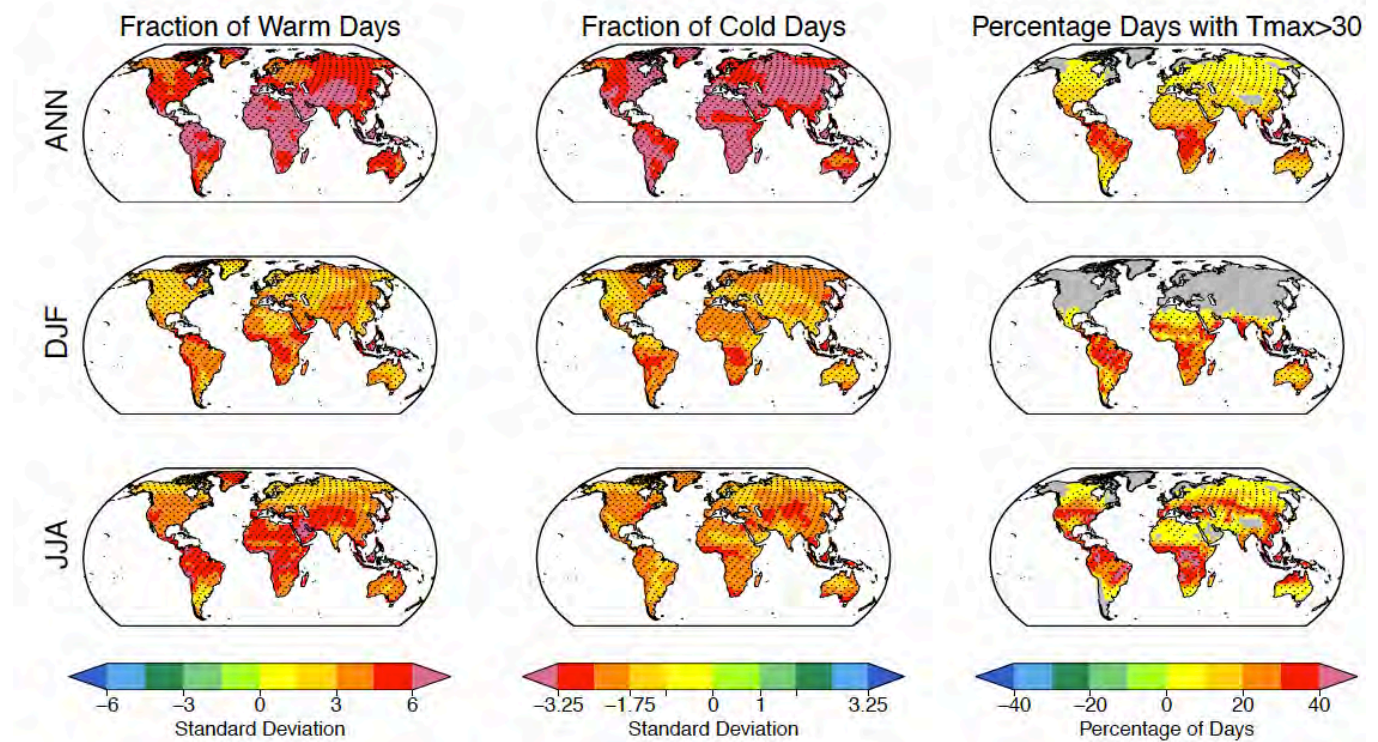 Fraction of Warm Days Fraction of Cold Days Percentage Days with Tmax>30
ANN
DJF
JJA
−6 −3 0 3 6 −3.25 −1.75 0 1 3.25 −40 −20 0 20 40
Standard Deviation Standard Deviation Percentage of Days